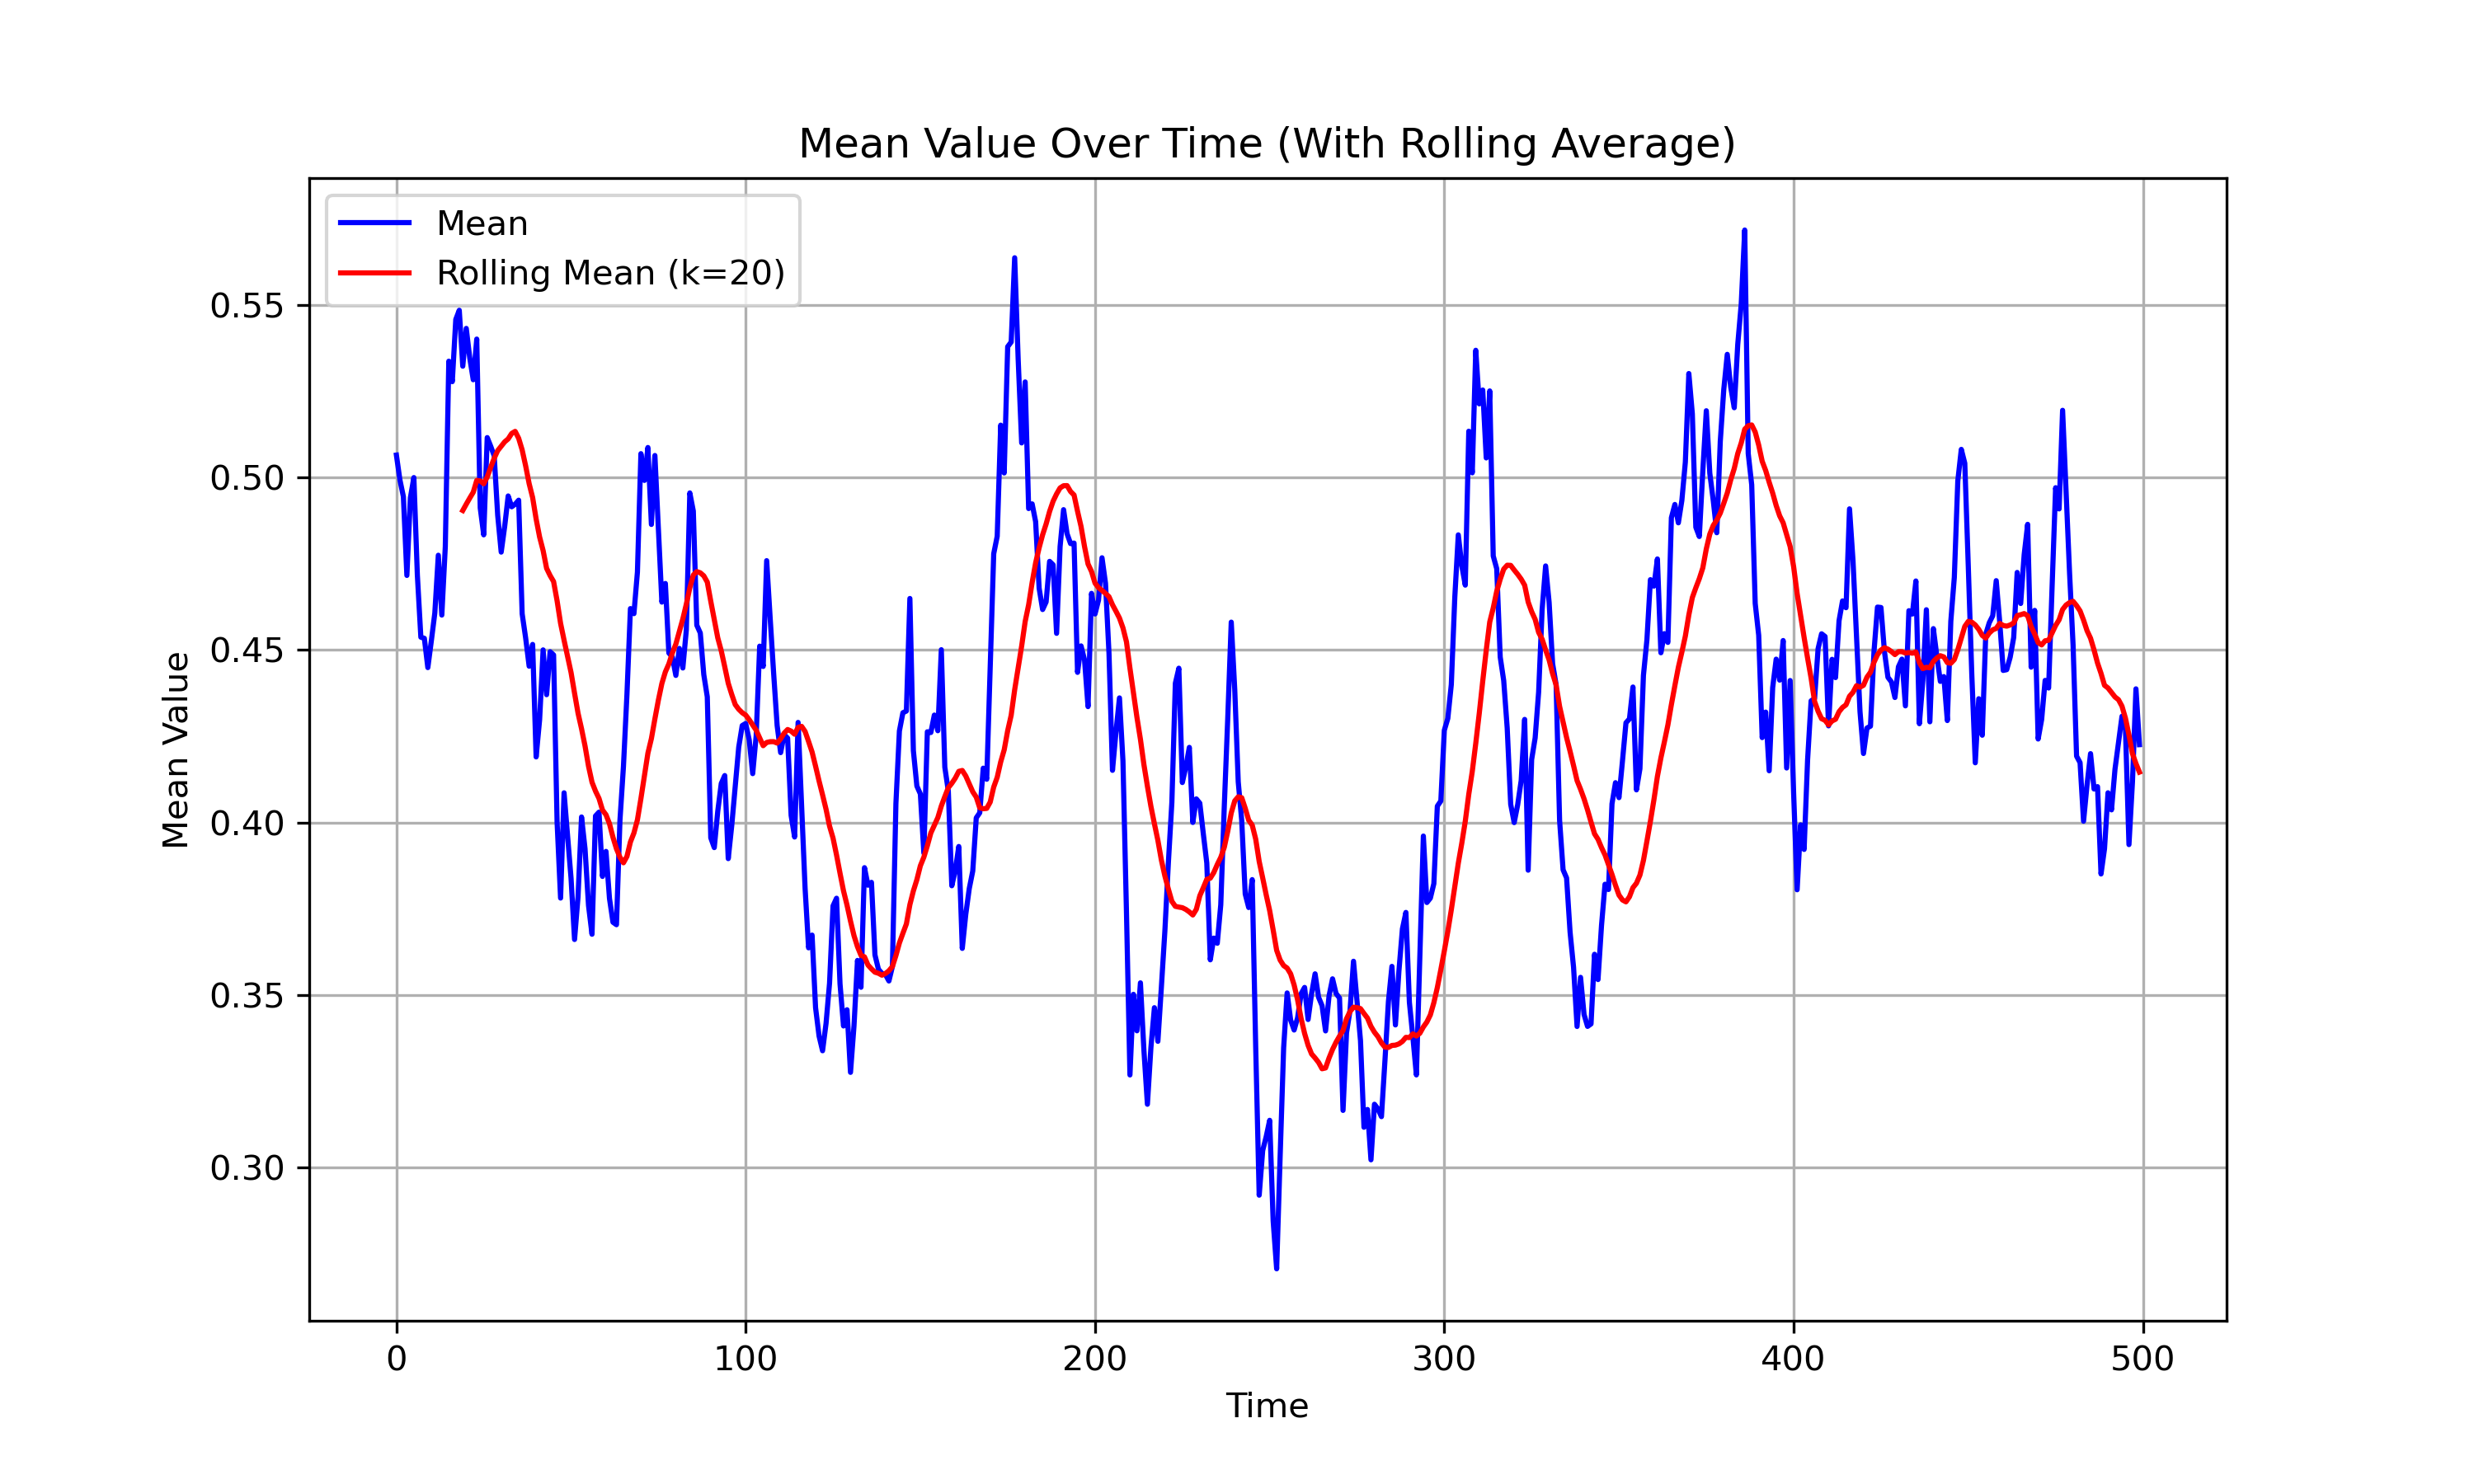 Mean Value Over Time (With Rolling Average)
Mean
Rolling Mean (k=20)
Mean Value
0.55
0.50
0.45
0.40
0.35
0.30
0
100
200
300
400
500
Time